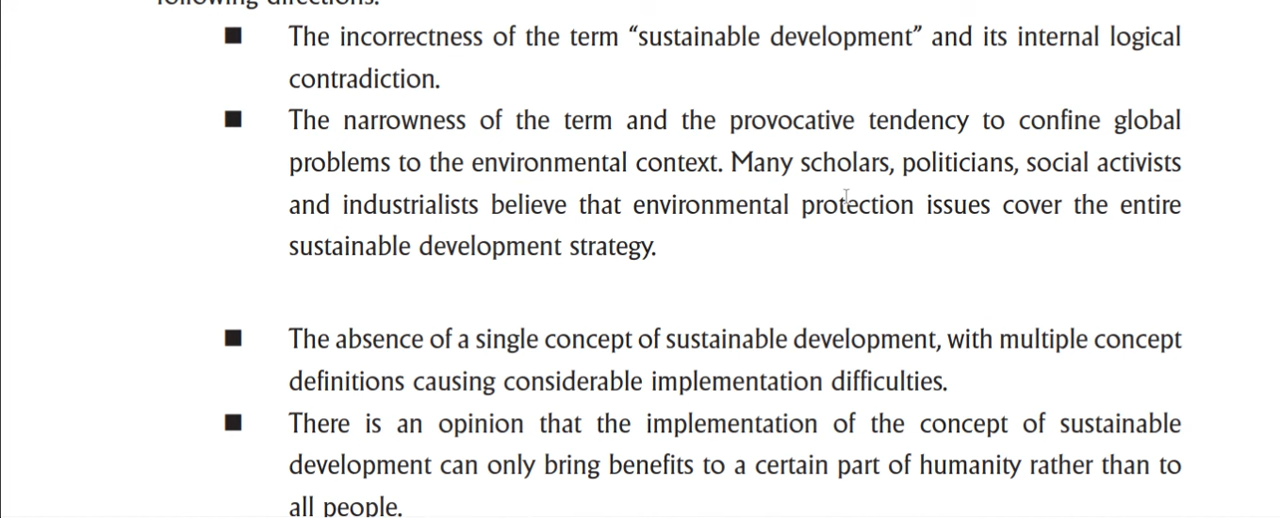 following directions:
■ The incorrectness of the term “sustainable development” and its internal logical
contradiction.
■ The narrowness of the term and the provocative tendency to confine global
problems to the environmental context. Many scholars, politicians, social activists
and industrialists believe that environmental protection issues cover the entire
sustainable development strategy.
■ The absence of a single concept of sustainable development, with multiple concept
definitions causing considerable implementation difficulties.
■ There is an opinion that the implementation of the concept of sustainable
development can only bring benefits to a certain part of humanity rather than to
all people.